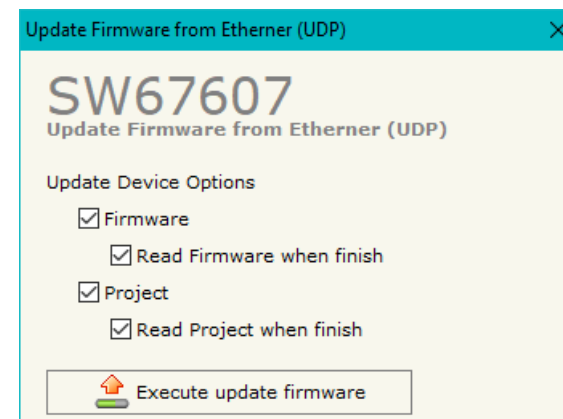 Update Firmware from Etherner (UDP)
SW67607
Update Firmware from Etherner (UDP)
Update Device Options
Firmware
Read Firmware when finish
Project
Read Project when finish
Execute update firmware